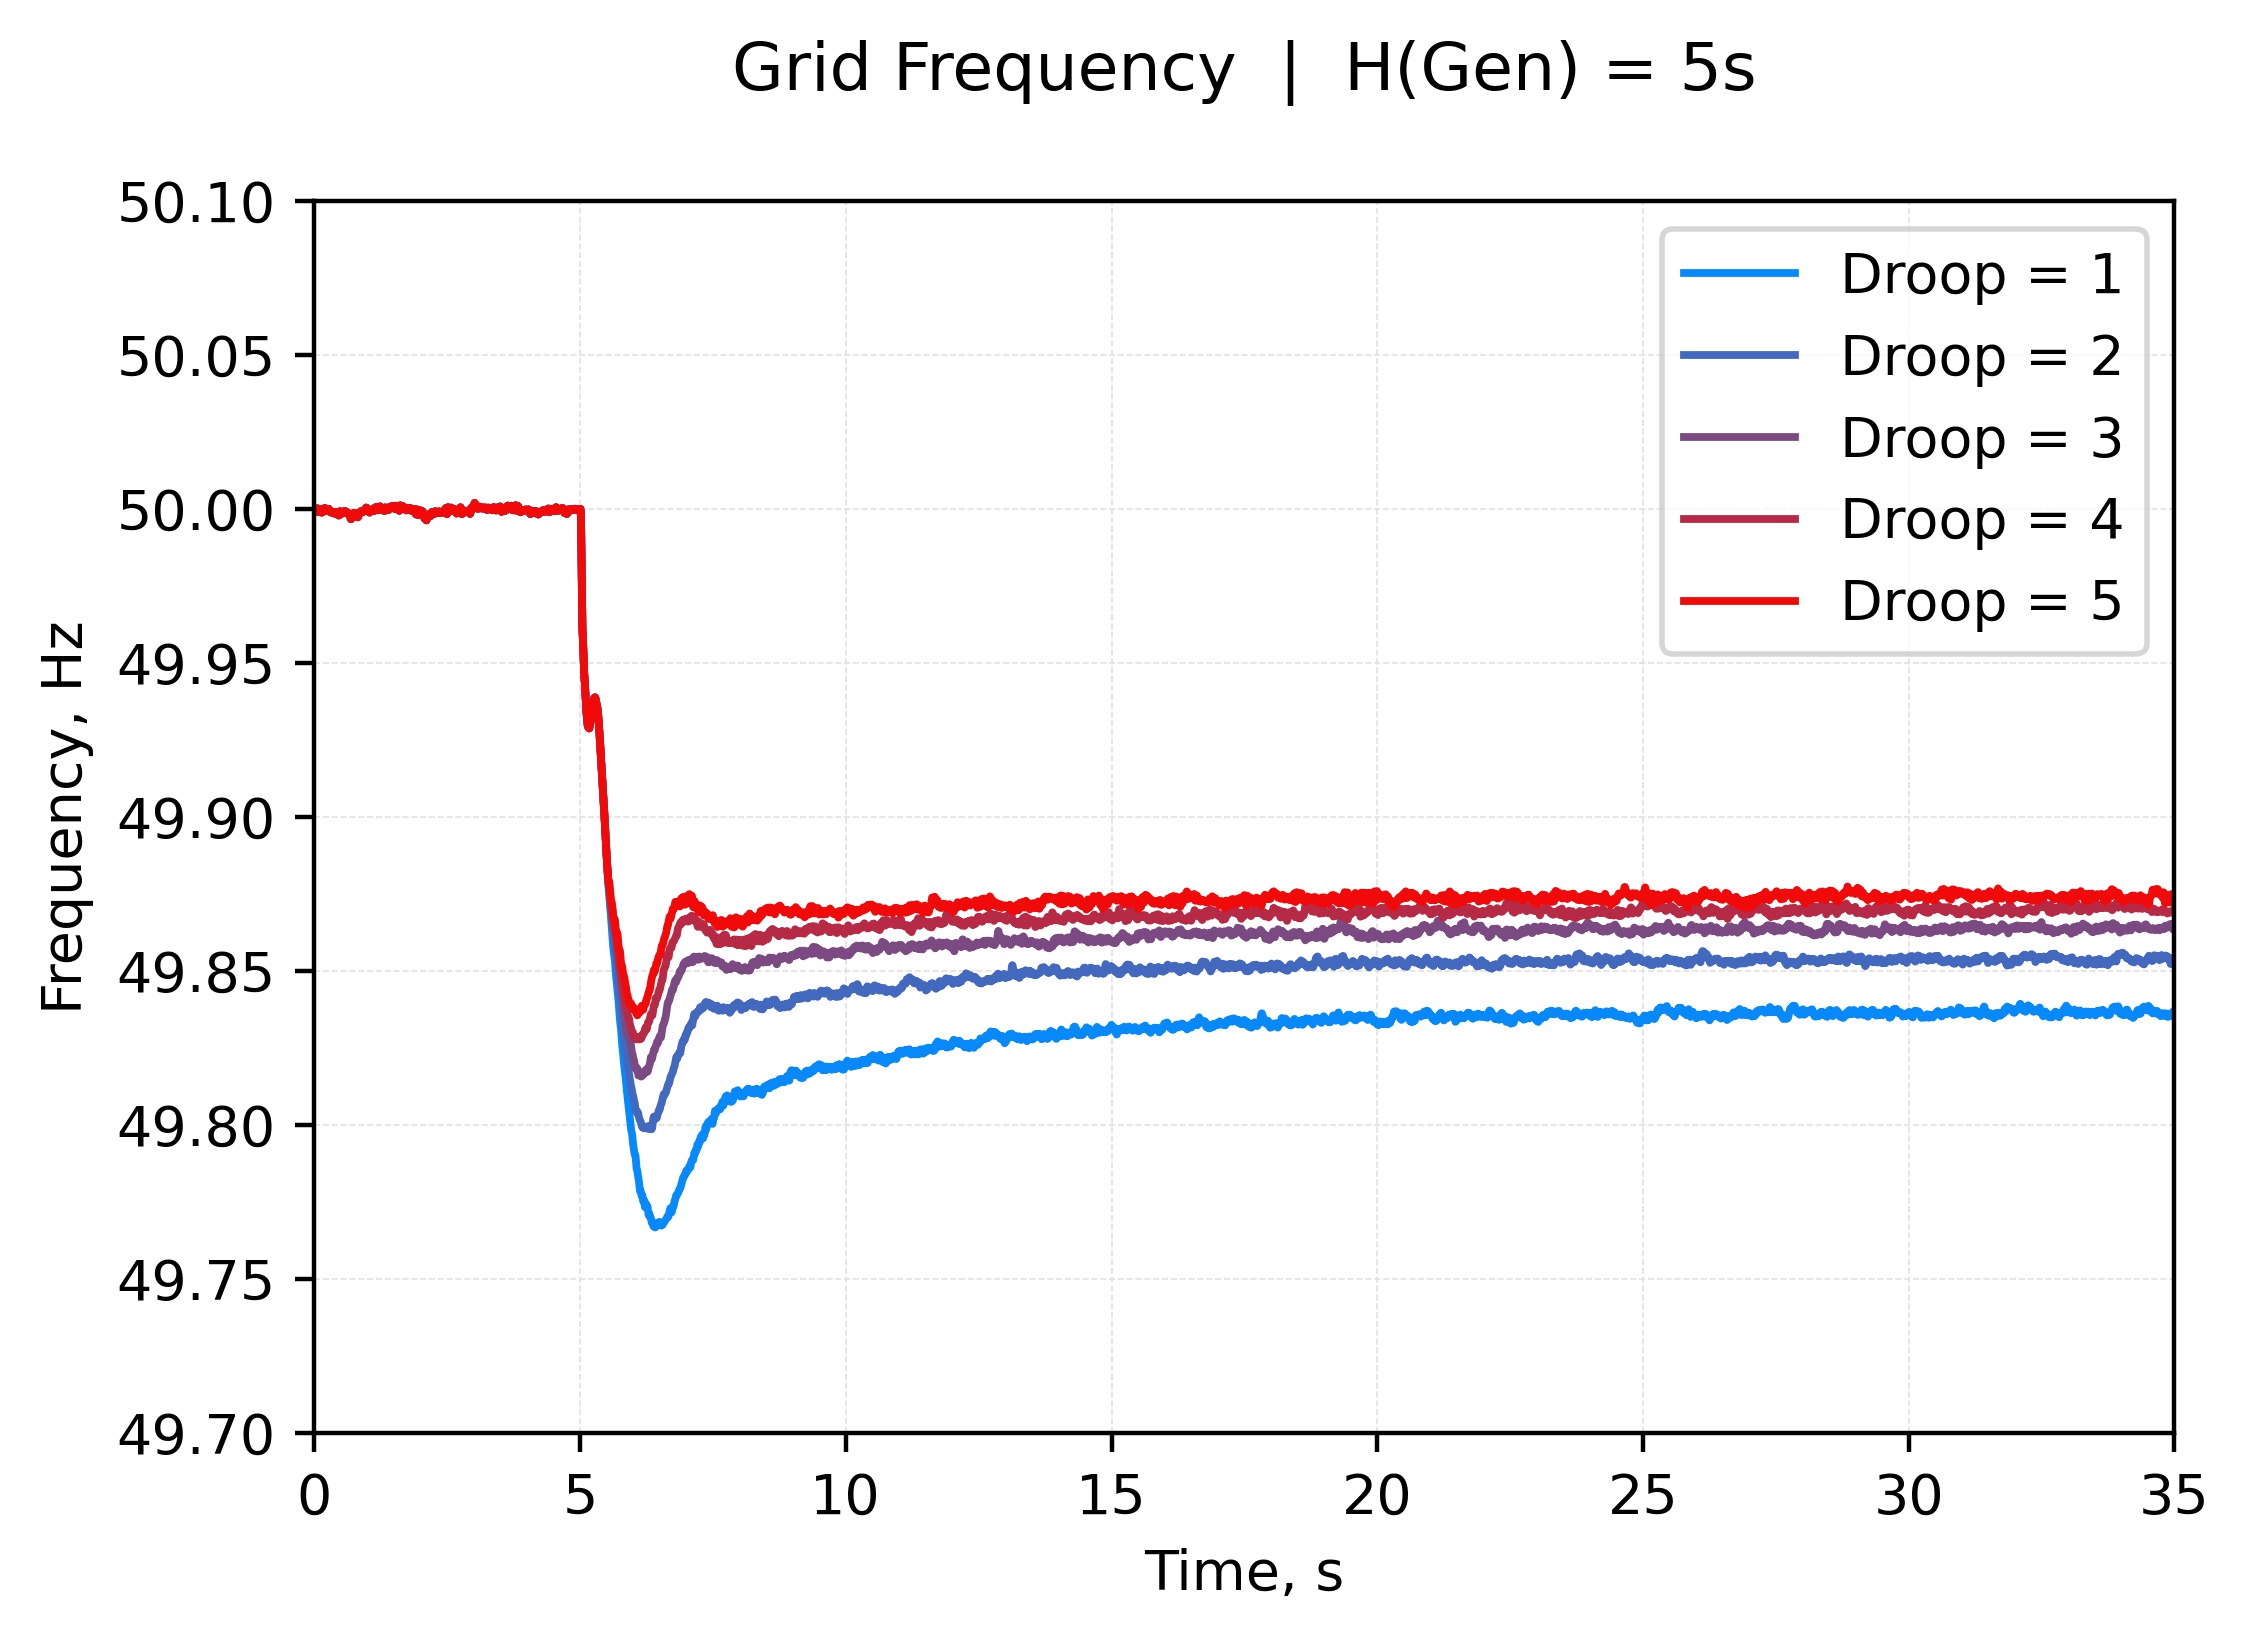 Grid Frequency | H(Gen) = 5s
50.10
50.05
50.00
49.95
49.90
49.85
49.80
49.75
49.70
Frequency, Hz
Droop = 1
Droop = 2
Droop = 3
Droop = 4
Droop = 5
0 5 10 15 20 25 30 35
Time, s